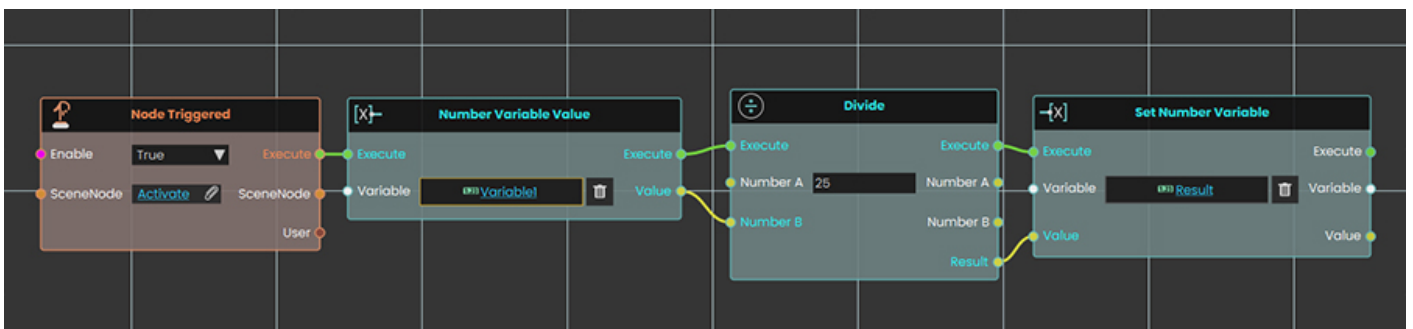 Node Triggered
Enable
True
Execute
SceneNode
Activate
SceneNode
User
[x] Number Variable Value
Execute
Execute
Variable
Variable1
Value
Divide
Execute
Execute
Number A
25
Number A
Number B
Number B
Result
[x] Set Number Variable
Execute
Execute
Variable
Result
Variable
Value
Value